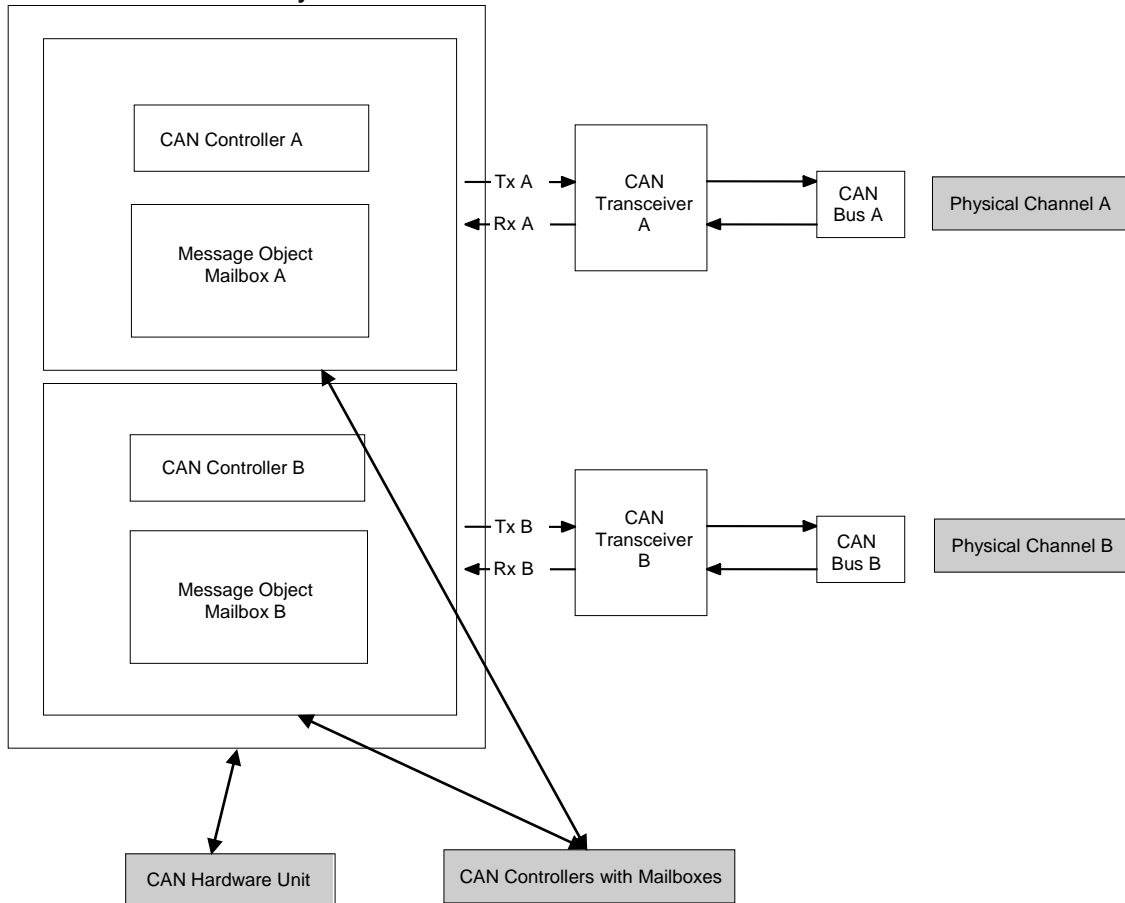 CAN Controller A
Message Object
Mailbox A
Tx A
Rx A
CAN
Transceiver
A
CAN
Bus A
Physical Channel A
CAN Controller B
Message Object
Mailbox B
Tx B
Rx B
CAN
Transceiver
B
CAN
Bus B
Physical Channel B
CAN Hardware Unit
CAN Controllers with Mailboxes